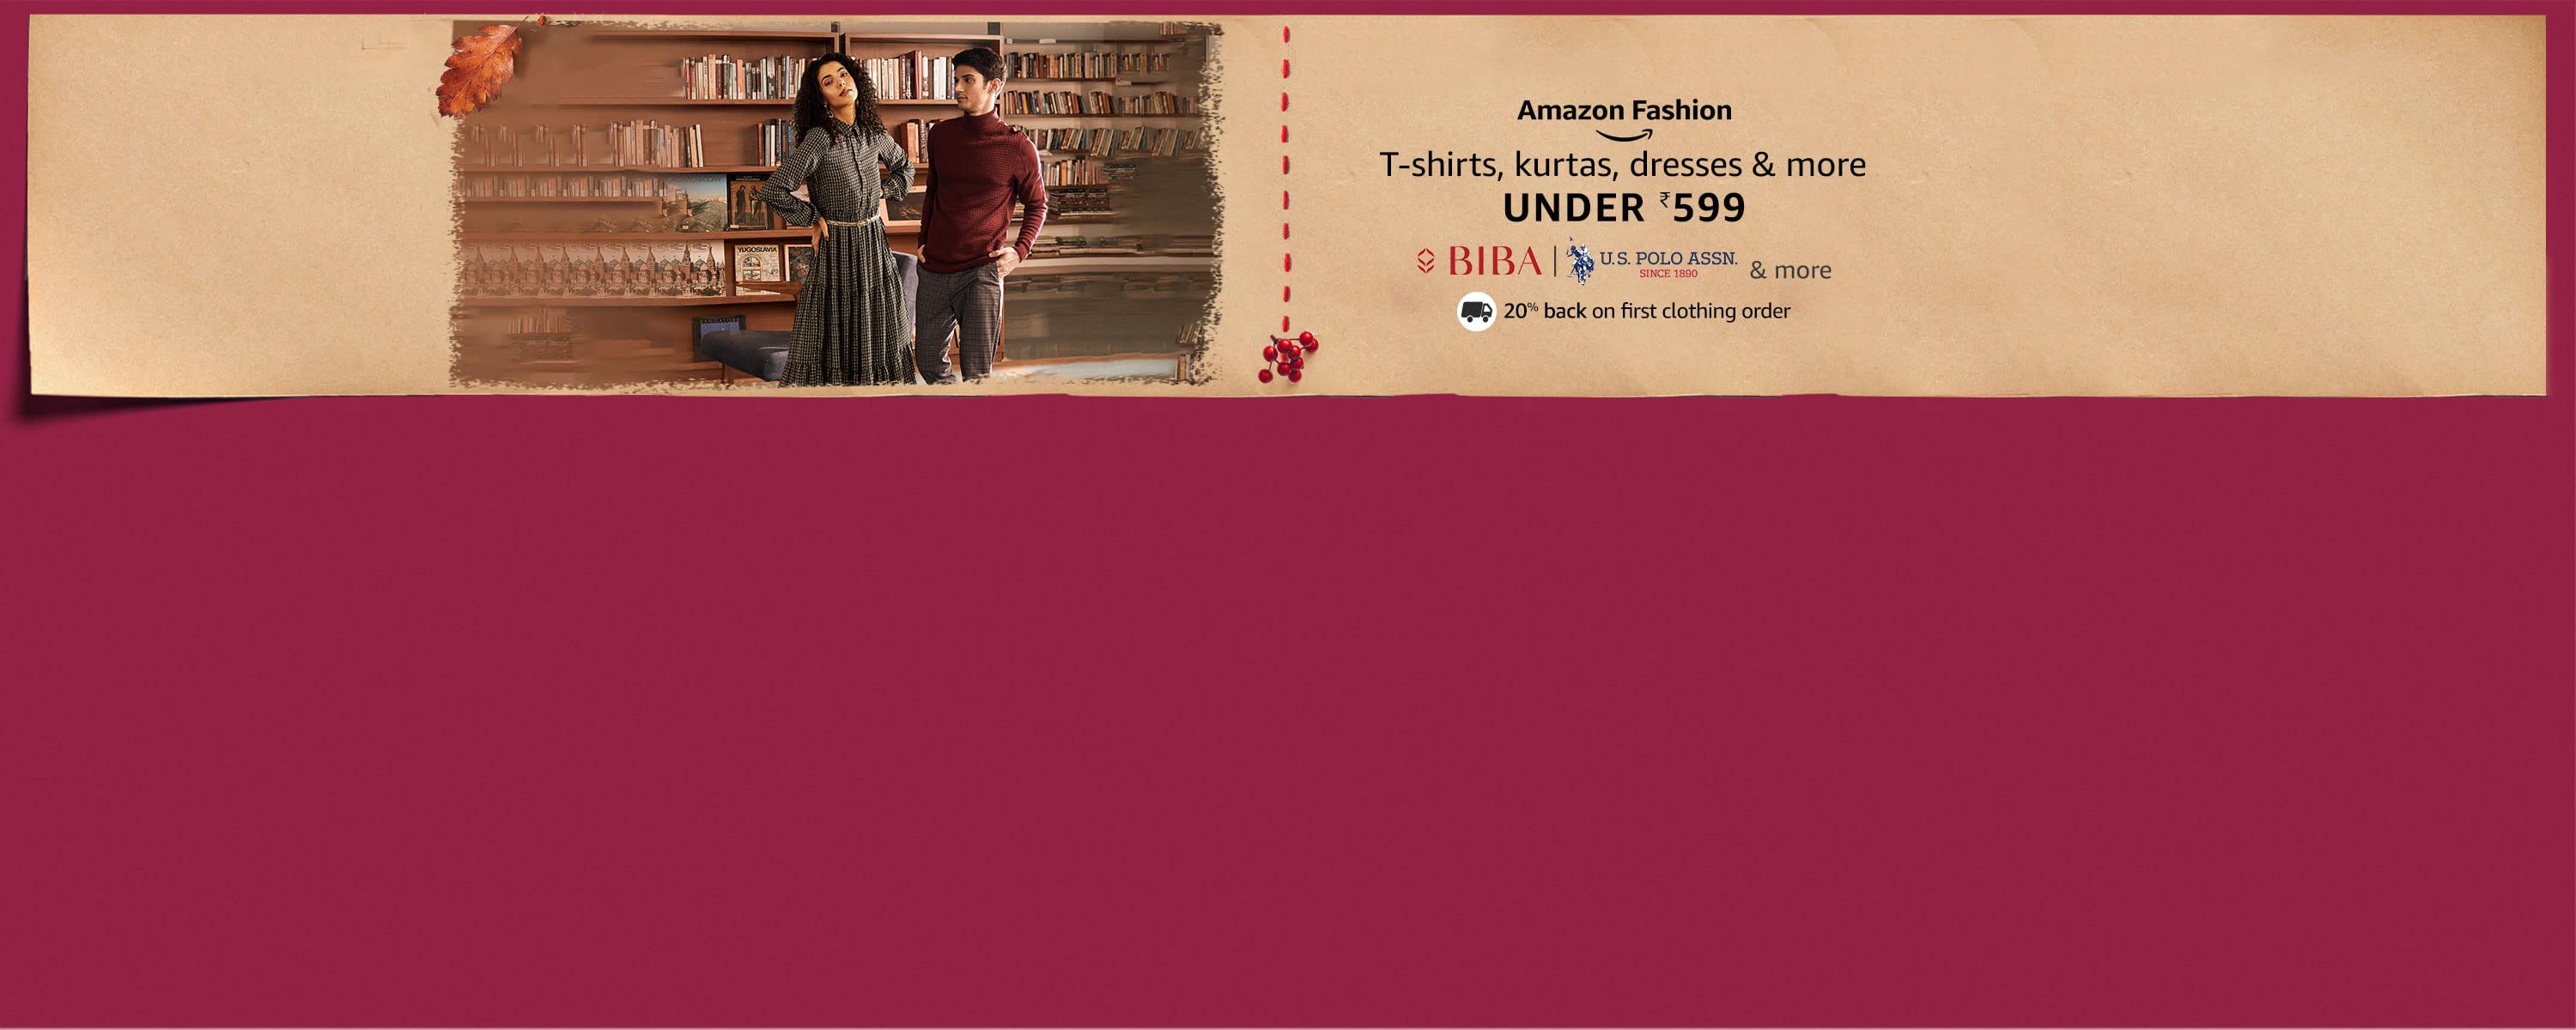 Amazon Fashion
T-shirts, kurtas, dresses & more
UNDER ₹599
BIBA | U.S. POLO ASSN.
SINCE 1890
& more
20% back on first clothing order
YUGOSLAVIA